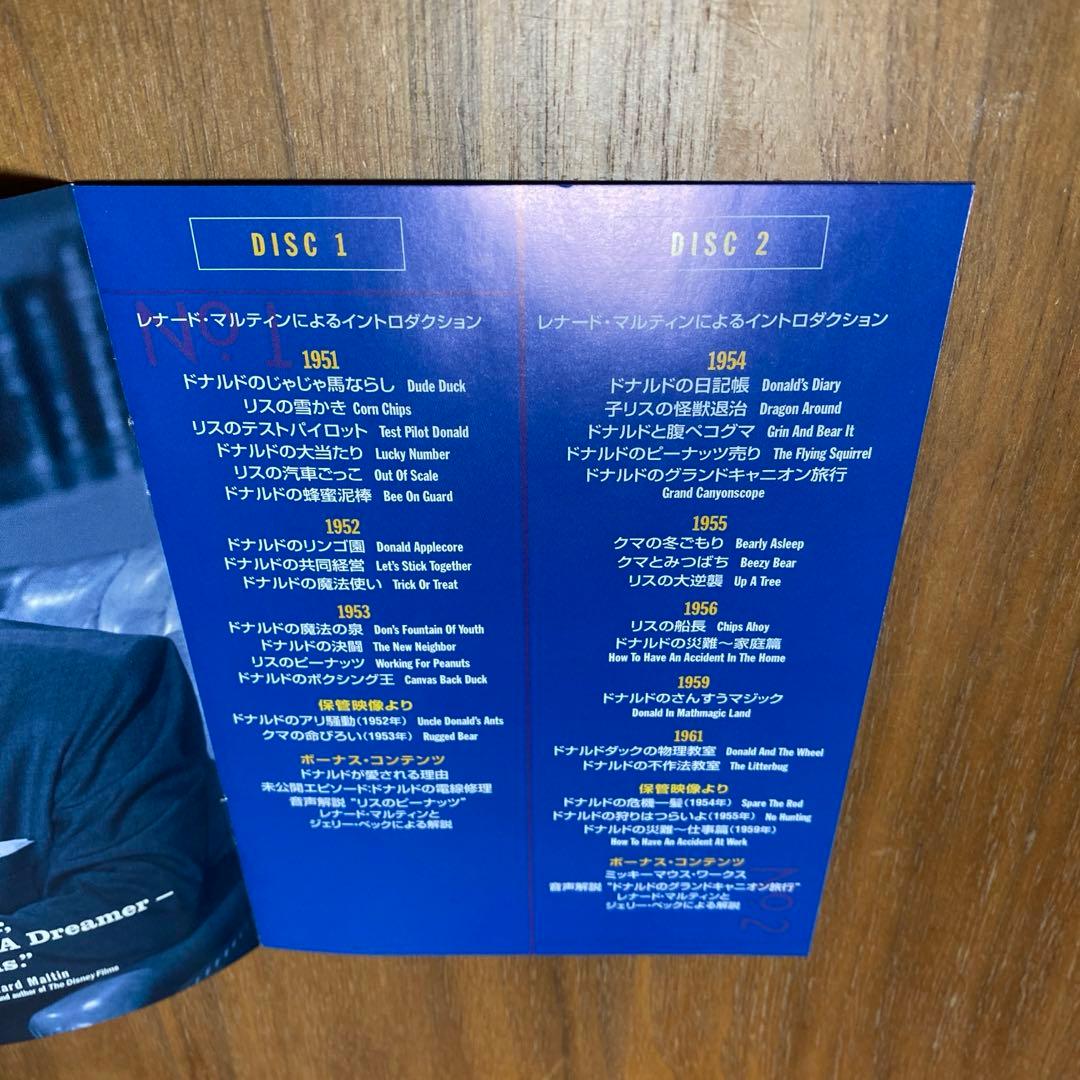 DISC 1
No.1
レナード・マルティンによるイントロダクション
1951
ドナルドのじゃじゃ馬ならし Dude Duck
リスの雪かき Corn Chips
リスのテストパイロット Test Pilot Donald
ドナルドの大当たり Lucky Number
リスの汽車ごっこ Out Of Scale
ドナルドの蜂蜜泥棒 Bee On Guard
1952
ドナルドのリンゴ園 Donald Applecore
ドナルドの共同経営 Let's Stick Together
ドナルドの魔法使い Trick Or Treat
1953
ドナルドの魔法の泉 Don's Fountain Of Youth
ドナルドの決闘 The New Neighbor
リスのピーナッツ Working For Peanuts
ドナルドのボクシング王 Canvas Back Duck
保管映像より
ドナルドのアリ騒動(1952年) Uncle Donald's Ants
クマの命びろい(1953年) Rugged Bear
ボーナス・コンテンツ
ドナルドが愛される理由
未公開エピソード:ドナルドの電線修理
音声解説 "リスのピーナッツ"
レナード・マルティンと
ジェリー・ベックによる解説
DISC 2
レナード・マルティンによるイントロダクション
1954
ドナルドの日記帳 Donald's Diary
子リスの怪獣退治 Dragon Around
ドナルドと腹ペコグマ Grin And Bear It
ドナルドのピーナッツ売り The Flying Squirrel
ドナルドのグランドキャニオン旅行
Grand Canyonscope
1955
クマの冬ごもり Bearly Asleep
クマとみつばち Beezy Bear
リスの大逆襲 Up A Tree
1956
リスの船長 Chips Ahoy
ドナルドの災難〜家庭篇
How To Have An Accident In The Home
1959
ドナルドのさんすうマジック
Donald In Mathmagic Land
1961
ドナルドダックの物理教室 Donald And The Wheel
ドナルドの不作法教室 The Litterbug
保管映像より
ドナルドの危機一髪(1954年) Spare The Rod
ドナルドの狩りはつらいよ(1955年) No Hunting
ドナルドの災難〜仕事篇(1959年)
How To Have An Accident At Work
ボーナス・コンテンツ
ミッキーマウス・ワークス
音声解説 "ドナルドのグランドキャニオン旅行"
レナード・マルティンと
ジェリー・ベックによる解説
No.2
A Dreamer —
s."
ard Maltin
nd author of The Disney Films